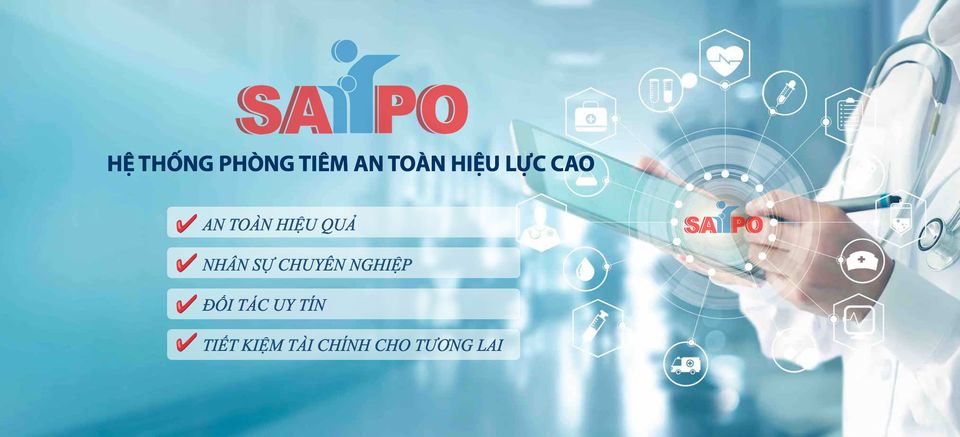 SAIPO
HỆ THỐNG PHÒNG TIÊM AN TOÀN HIỆU LỰC CAO
AN TOÀN HIỆU QUẢ
NHÂN SỰ CHUYÊN NGHIỆP
ĐỐI TÁC UY TÍN
TIẾT KIỆM TÀI CHÍNH CHO TƯƠNG LAI
SAIPO